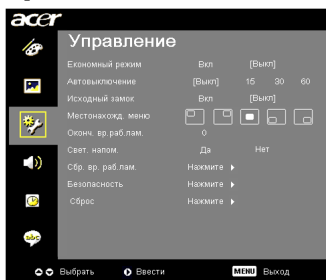 acer
Управление
Економный режим Вкл [Выкл]
Автовыключение [Выкл] 15 30 60
Исходный замок Вкл [Выкл]
Местонахожд. меню
Оконч. вр.раб.лам. 0
Свет. напом. Да Нет
Сбр. вр. раб.лам. Нажмите
Безопасность Нажмите
Сброс Нажмите
abc
Выбрать Ввести MENU Выход